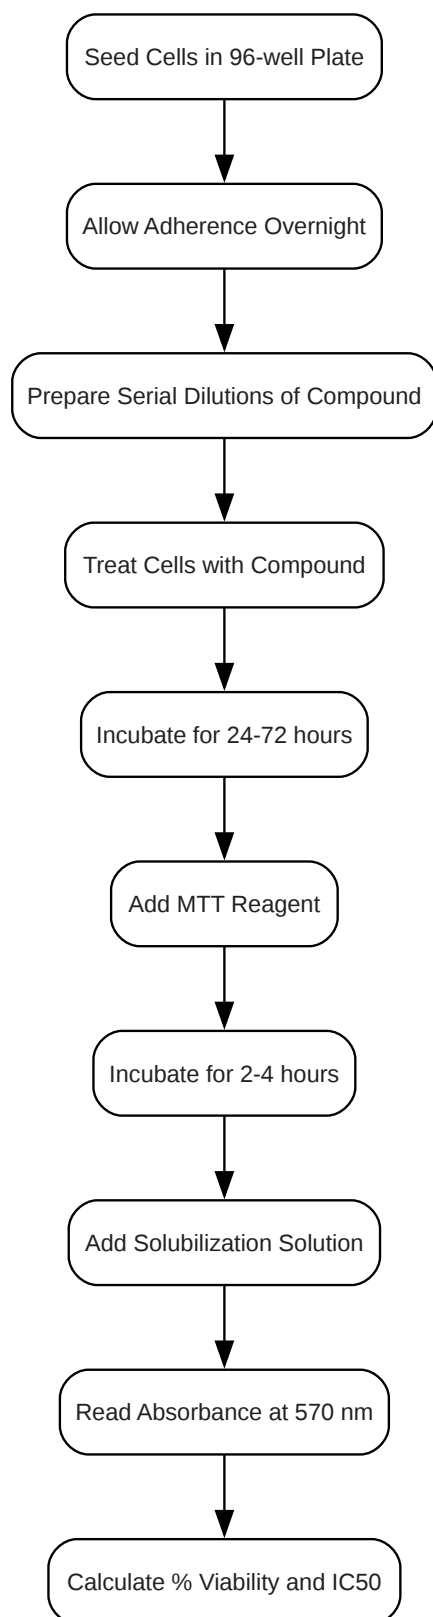 Seed Cells in 96-well Plate
Allow Adherence Overnight
Prepare Serial Dilutions of Compound
Treat Cells with Compound
Incubate for 24-72 hours
Add MTT Reagent
Incubate for 2-4 hours
Add Solubilization Solution
Read Absorbance at 570 nm
Calculate % Viability and IC50